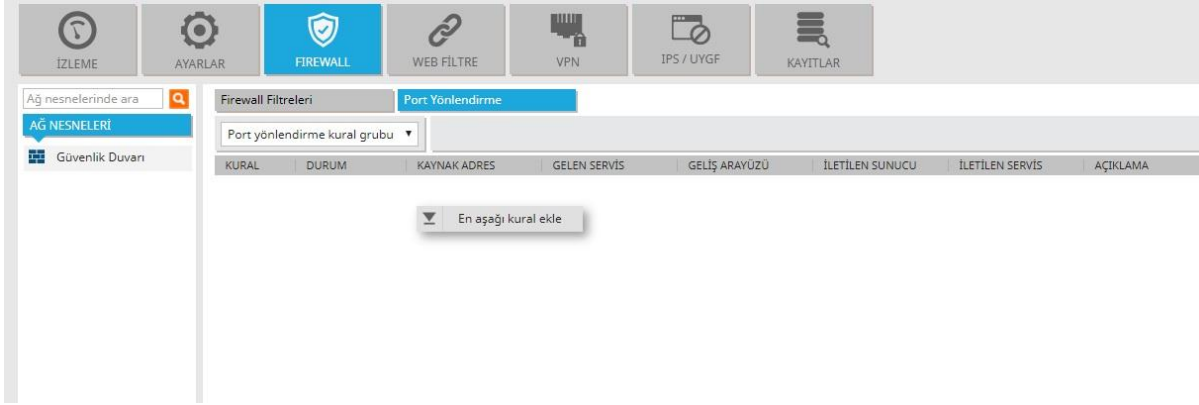 İZLEME
AYARLAR
FIREWALL
WEB FİLTRE
VPN
IPS / UYGF
KAYITLAR
Ağ nesnelerinde ara
AĞ NESNELERİ
Güvenlik Duvarı
Firewall Filtreleri
Port Yönlendirme
Port yönlendirme kural grubu
KURAL DURUM KAYNAK ADRES GELEN SERVİS GELİŞ ARAYÜZÜ İLETİLEN SUNUCU İLETİLEN SERVİS AÇIKLAMA
En aşağı kural ekle